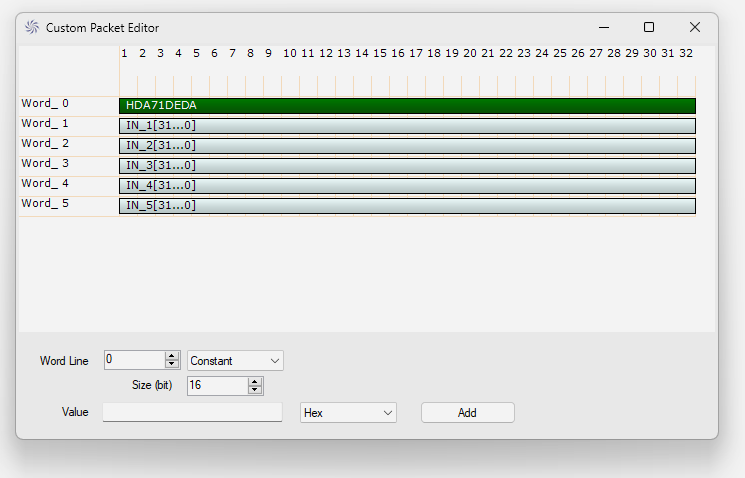 Custom Packet Editor
1 2 3 4 5 6 7 8 9 10 11 12 13 14 15 16 17 18 19 20 21 22 23 24 25 26 27 28 29 30 31 32
Word_ 0 HDA71DEDA
Word_ 1 IN_1[31...0]
Word_ 2 IN_2[31...0]
Word_ 3 IN_3[31...0]
Word_ 4 IN_4[31...0]
Word_ 5 IN_5[31...0]
Word Line 0 Constant
Size (bit) 16
Value Hex Add